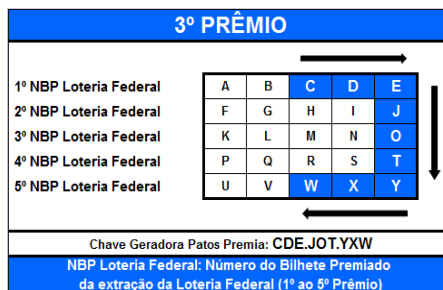 3º PRÊMIO
1º NBP Loteria Federal A B C D E
2º NBP Loteria Federal F G H I J
3º NBP Loteria Federal K L M N O
4º NBP Loteria Federal P Q R S T
5º NBP Loteria Federal U V W X Y
Chave Geradora Patos Premia: CDE.JOT.YXW
NBP Loteria Federal: Número do Bilhete Premiado
da extração da Loteria Federal (1º ao 5º Prêmio)